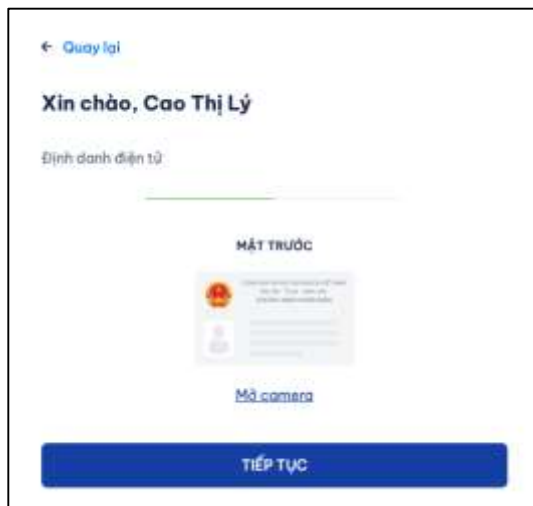 ← Quay lại
Xin chào, Cao Thị Lý
Định danh điện tử
MẶT TRƯỚC
Mở camera
TIẾP TỤC